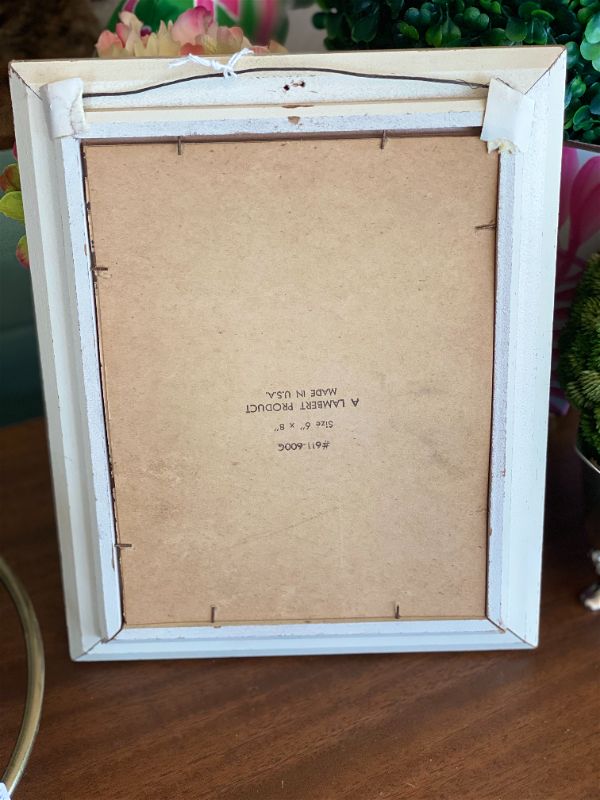 #611-600G
Size 6" x 8"
A LAMBERT PRODUCT
MADE IN U.S.A.